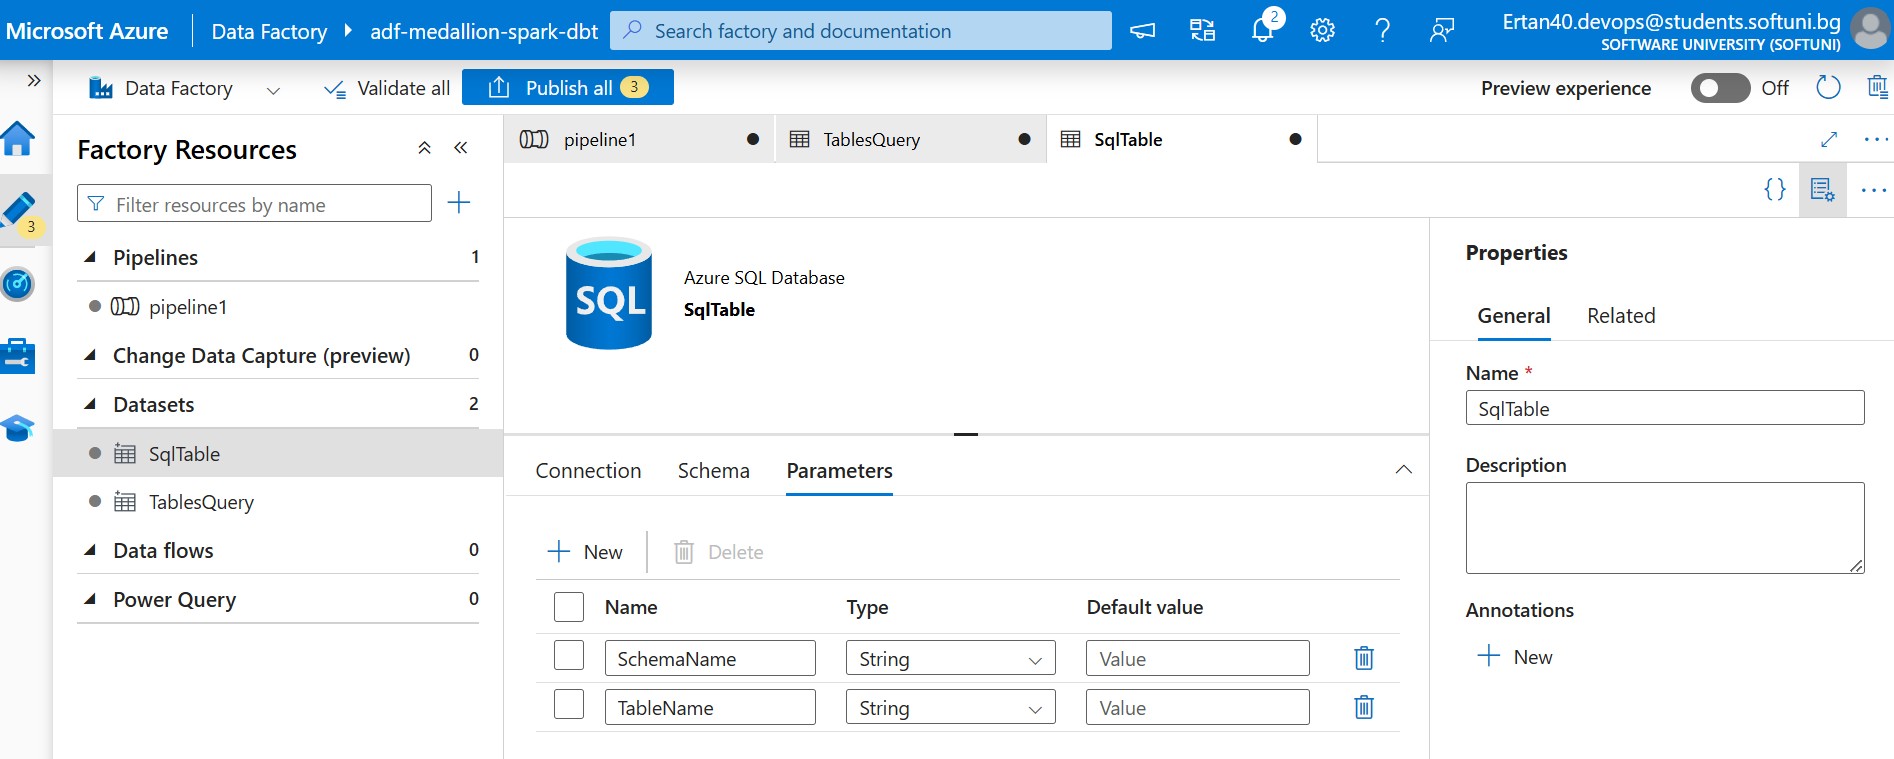 Microsoft Azure
Data Factory
adf-medallion-spark-dbt
Search factory and documentation
2
Ertan40.devops@students.softuni.bg
SOFTWARE UNIVERSITY (SOFTUNI)
Data Factory
Validate all
Publish all 3
Preview experience
Off
3
Factory Resources
Filter resources by name
Pipelines 1
pipeline1
Change Data Capture (preview) 0
Datasets 2
SqlTable
TablesQuery
Data flows 0
Power Query 0
pipeline1
TablesQuery
SqlTable
{}
SQL
Azure SQL Database
SqlTable
Connection Schema Parameters
New Delete
Name Type Default value
SchemaName String Value
TableName String Value
Properties
General Related
Name *
SqlTable
Description
Annotations
New